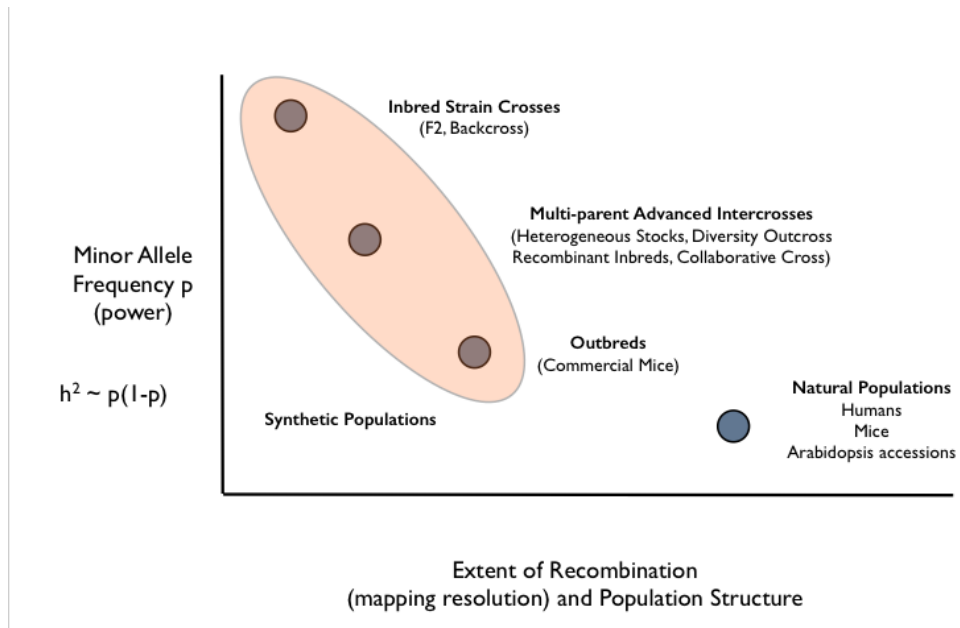 Inbred Strain Crosses
(F2, Backcross)
Multi-parent Advanced Intercrosses
(Heterogeneous Stocks, Diversity Outcross
Recombinant Inbreds, Collaborative Cross)
Minor Allele
Frequency p
(power)
Outbreds
(Commercial Mice)
h² ~ p(1-p)
Natural Populations
Humans
Mice
Arabidopsis accessions
Synthetic Populations
Extent of Recombination
(mapping resolution) and Population Structure